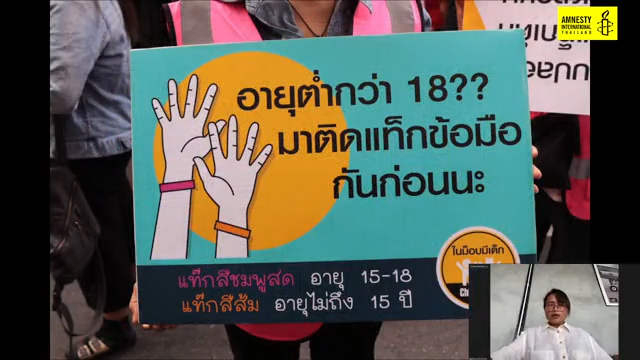 AMNESTY
INTERNATIONAL
THAILAND
อายุต่ำกว่า 18??
มาติดแท็กข้อมือ
กันก่อนนะ
ในม็อบมีเด็ก
แท๊กสีชมพูสด อายุ 15-18
แท๊กสีส้ม อายุไม่ถึง 15 ปี